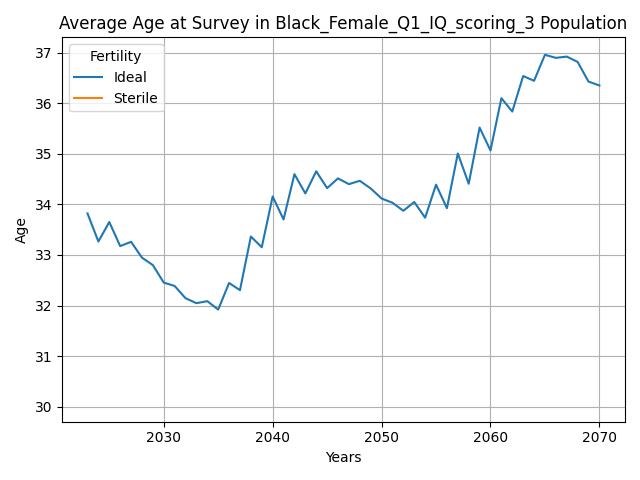 Average Age at Survey in Black_Female_Q1_IQ_scoring_3 Population
37
36
35
34
33
32
31
30
Age
Fertility
Ideal
Sterile
2030 2040 2050 2060 2070
Years